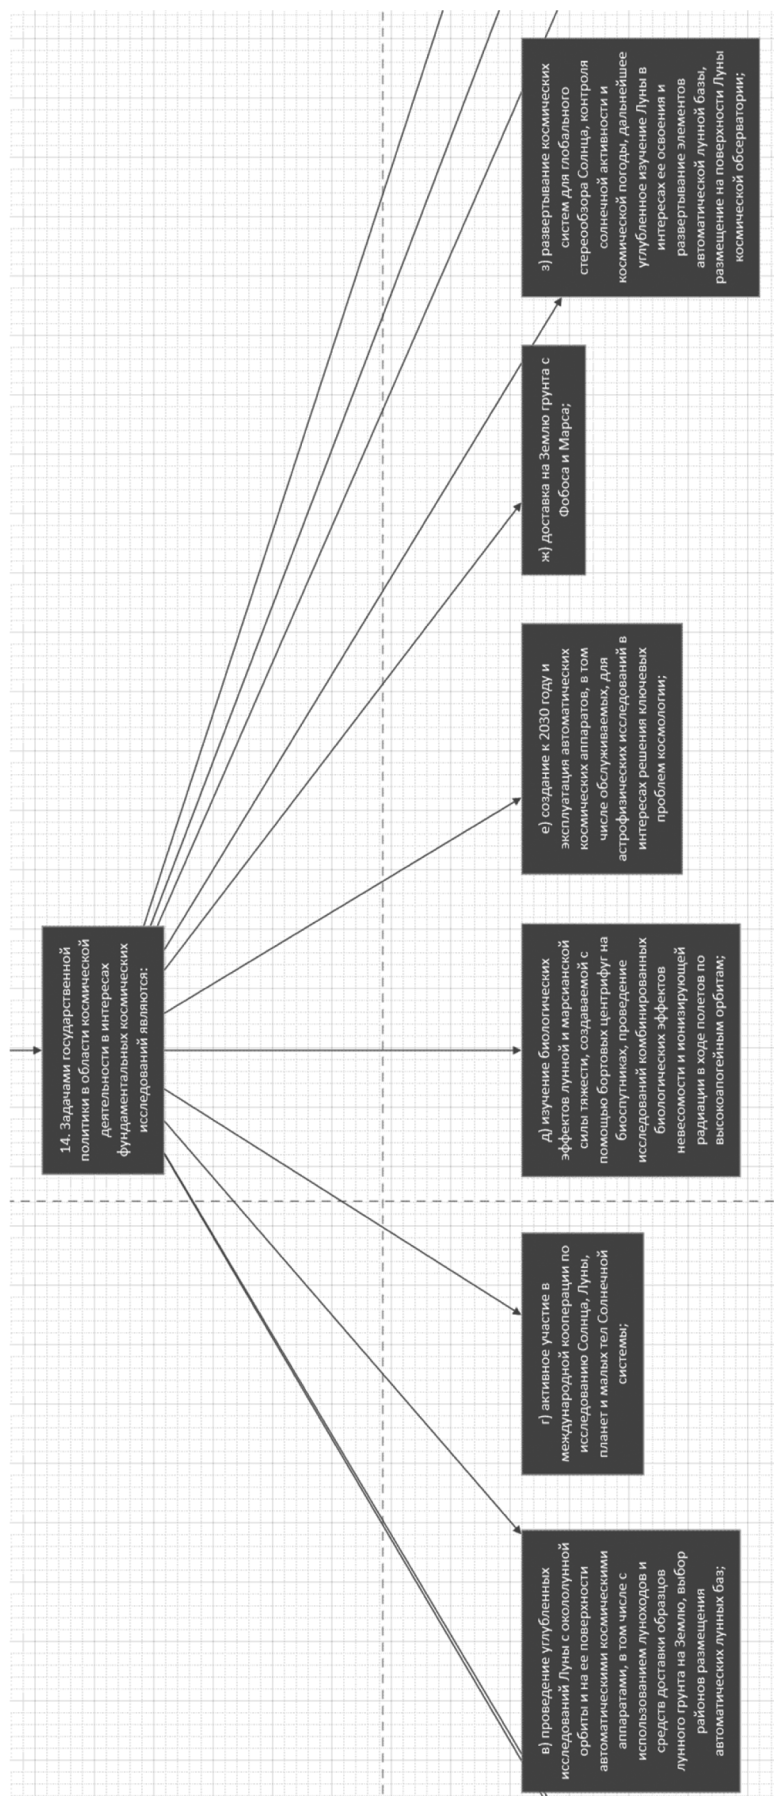 14. Задачами государственной
политики в области космической
деятельности в интересах
фундаментальных космических
исследований являются:
в) проведение углубленных
исследований Луны с окололунной
орбиты и на ее поверхности
автоматическими космическими
аппаратами, в том числе с
использованием луноходов и
средств доставки образцов
лунного грунта на Землю, выбор
районов размещения
автоматических лунных баз;
г) активное участие в
международной кооперации по
исследованию Солнца, Луны,
планет и малых тел Солнечной
системы;
д) изучение биологических
эффектов лунной и марсианской
силы тяжести, создаваемой с
помощью бортовых центрифуг на
биоспутниках, проведение
исследований комбинированных
биологических эффектов
невесомости и ионизирующей
радиации в ходе полетов по
высокоапогейным орбитам;
е) создание к 2030 году и
эксплуатация автоматических
космических аппаратов, в том
числе обслуживаемых, для
астрофизических исследований в
интересах решения ключевых
проблем космологии;
ж) доставка на Землю грунта с
Фобоса и Марса;
з) развертывание космических
систем для глобального
стереообзора Солнца, контроля
солнечной активности и
космической погоды, дальнейшее
углубленное изучение Луны в
интересах ее освоения и
развертывание элементов
автоматической лунной базы,
размещение на поверхности Луны
космической обсерватории;